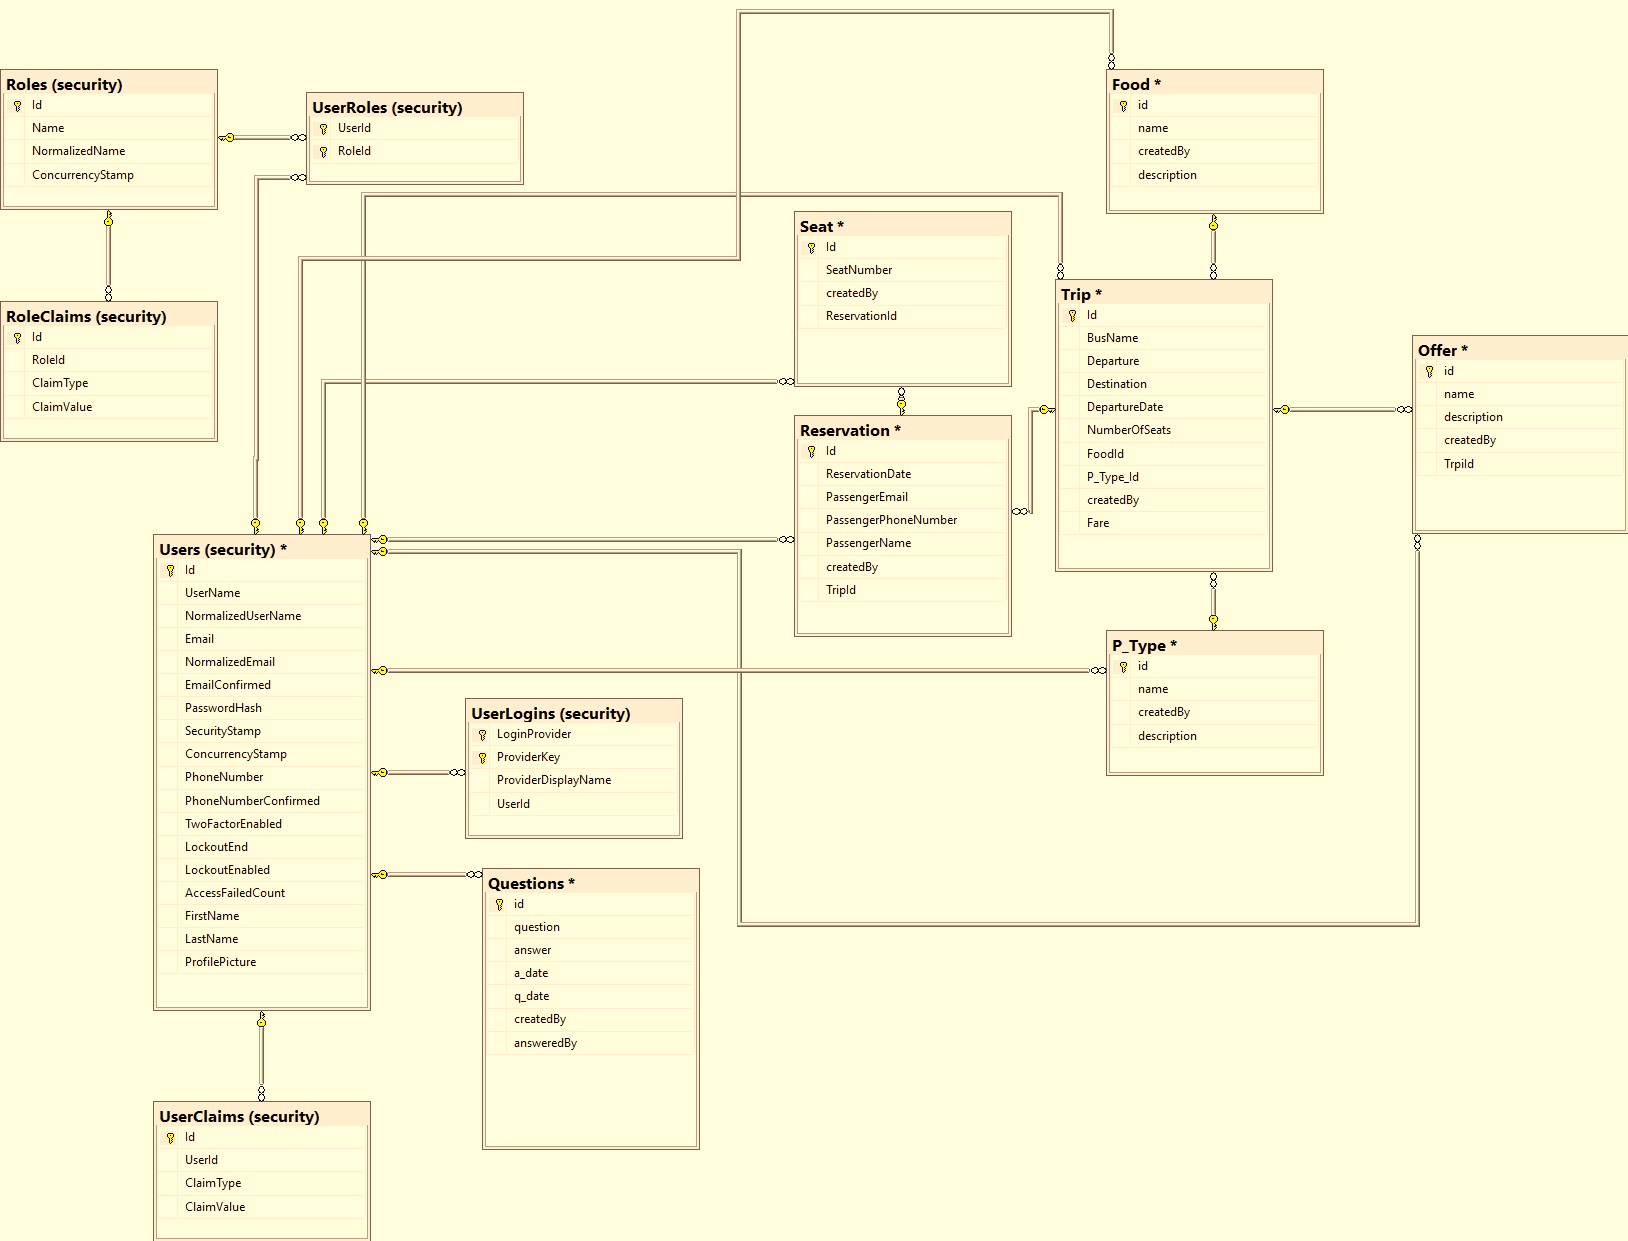 Roles (security)
Id
Name
NormalizedName
ConcurrencyStamp
UserRoles (security)
UserId
RoleId
Food *
id
name
createdBy
description
RoleClaims (security)
Id
RoleId
ClaimType
ClaimValue
Seat *
Id
SeatNumber
createdBy
ReservationId
Trip *
Id
BusName
Departure
Destination
DepartureDate
NumberOfSeats
FoodId
P_Type_Id
createdBy
Fare
Offer *
id
name
description
createdBy
TrpiId
Reservation *
Id
ReservationDate
PassengerEmail
PassengerPhoneNumber
PassengerName
createdBy
TripId
Users (security) *
Id
UserName
NormalizedUserName
Email
NormalizedEmail
EmailConfirmed
PasswordHash
SecurityStamp
ConcurrencyStamp
PhoneNumber
PhoneNumberConfirmed
TwoFactorEnabled
LockoutEnd
LockoutEnabled
AccessFailedCount
FirstName
LastName
ProfilePicture
P_Type *
id
name
createdBy
description
UserLogins (security)
LoginProvider
ProviderKey
ProviderDisplayName
UserId
Questions *
id
question
answer
a_date
q_date
createdBy
answeredBy
UserClaims (security)
Id
UserId
ClaimType
ClaimValue